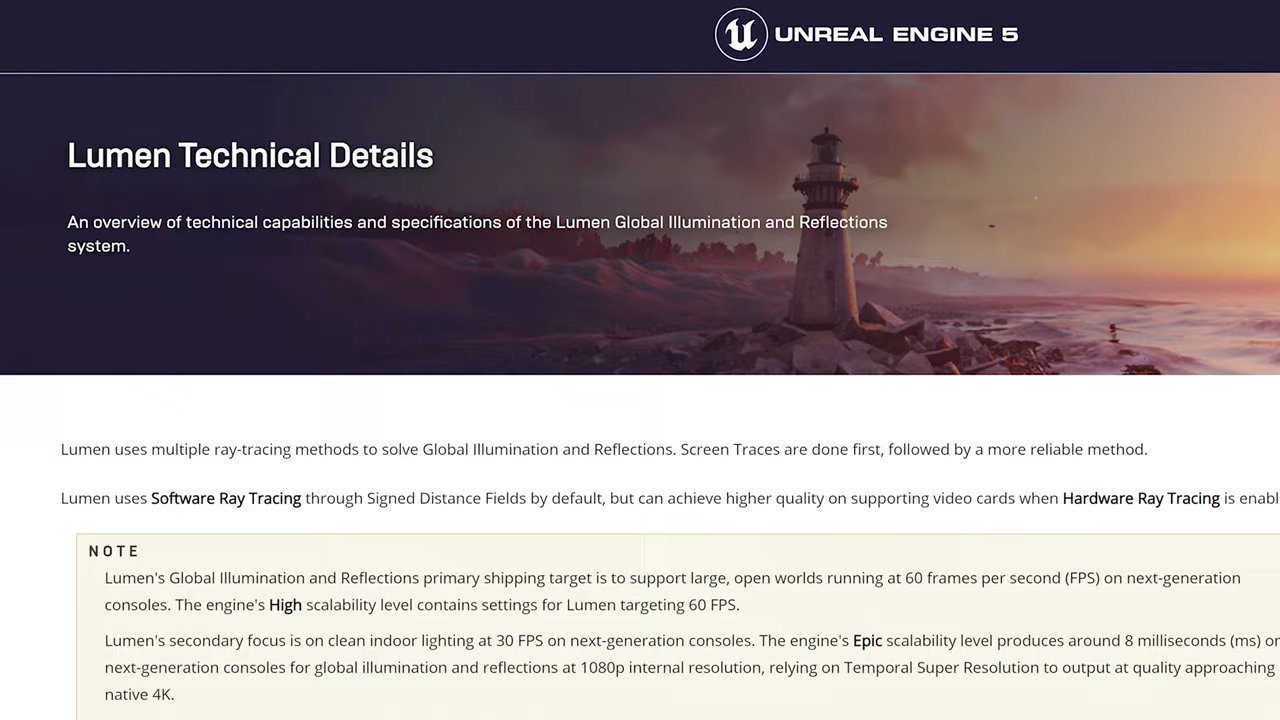 UNREAL ENGINE 5
Lumen Technical Details
An overview of technical capabilities and specifications of the Lumen Global Illumination and Reflections
system.
Lumen uses multiple ray-tracing methods to solve Global Illumination and Reflections. Screen Traces are done first, followed by a more reliable method.
Lumen uses Software Ray Tracing through Signed Distance Fields by default, but can achieve higher quality on supporting video cards when Hardware Ray Tracing is enabl
NOTE
Lumen's Global Illumination and Reflections primary shipping target is to support large, open worlds running at 60 frames per second (FPS) on next-generation
consoles. The engine's High scalability level contains settings for Lumen targeting 60 FPS.
Lumen's secondary focus is on clean indoor lighting at 30 FPS on next-generation consoles. The engine's Epic scalability level produces around 8 milliseconds (ms) on
next-generation consoles for global illumination and reflections at 1080p internal resolution, relying on Temporal Super Resolution to output at quality approaching
native 4K.